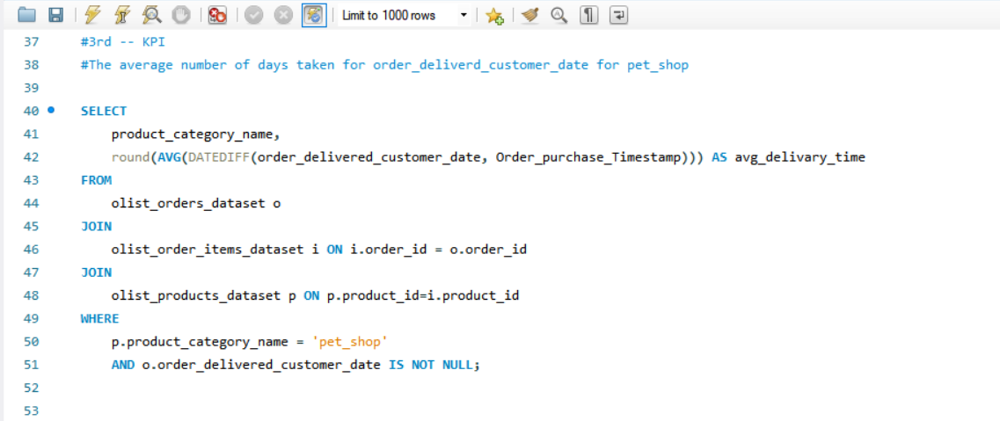 Limit to 1000 rows
37 #3rd -- KPI
38 #The average number of days taken for order_deliverd_customer_date for pet_shop
39
40 SELECT
41 product_category_name,
42 round(AVG(DATEDIFF(order_delivered_customer_date, Order_purchase_Timestamp))) AS avg_delivary_time
43 FROM
44 olist_orders_dataset o
45 JOIN
46 olist_order_items_dataset i ON i.order_id = o.order_id
47 JOIN
48 olist_products_dataset p ON p.product_id=i.product_id
49 WHERE
50 p.product_category_name = 'pet_shop'
51 AND o.order_delivered_customer_date IS NOT NULL;
52
53